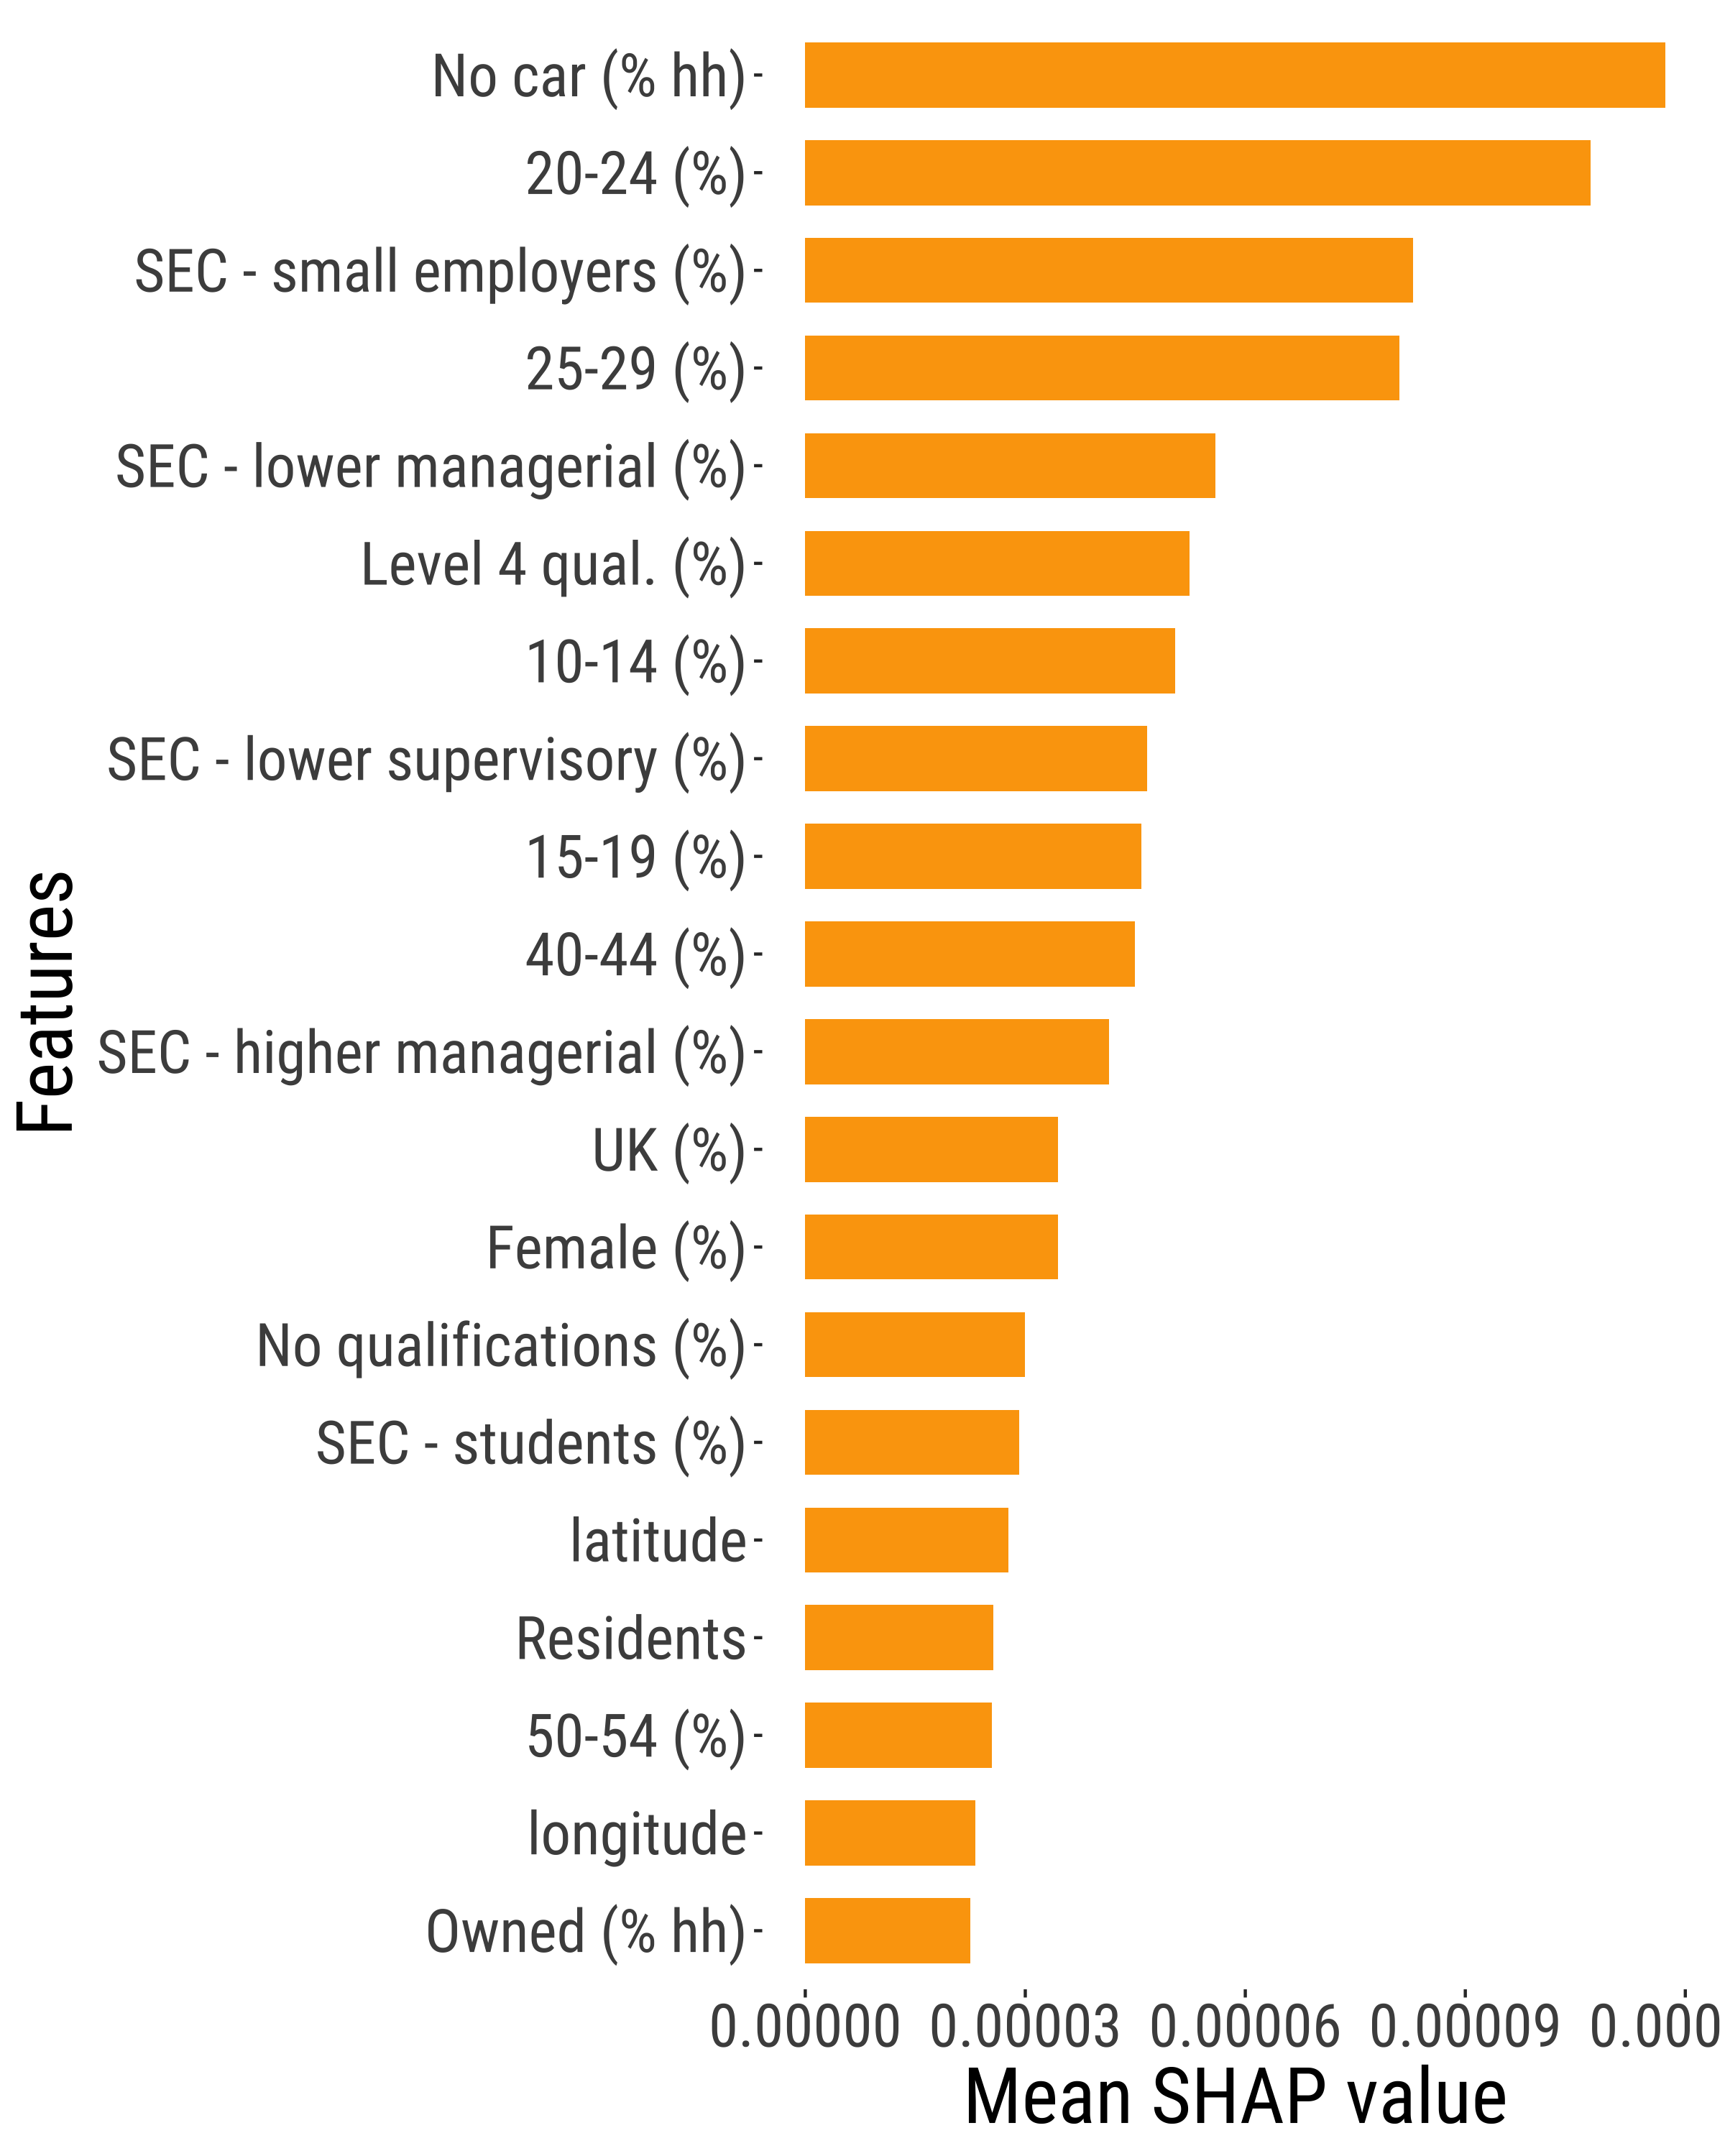 No car (% hh)
20-24 (%)
SEC - small employers (%)
25-29 (%)
SEC - lower managerial (%)
Level 4 qual. (%)
10-14 (%)
SEC - lower supervisory (%)
15-19 (%)
40-44 (%)
SEC - higher managerial (%)
UK (%)
Female (%)
No qualifications (%)
SEC - students (%)
latitude
Residents
50-54 (%)
longitude
Owned (% hh)
Features
0.00000 0.00003 0.00006 0.00009 0.000
Mean SHAP value